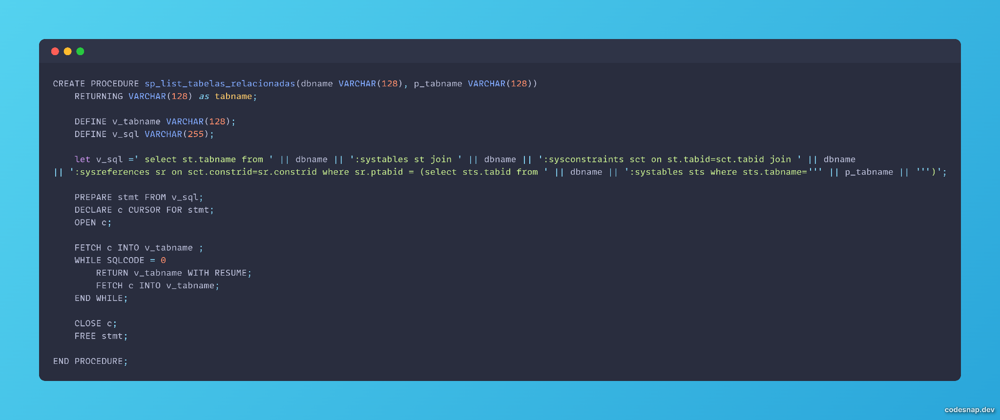 CREATE PROCEDURE sp_list_tabelas_relacionadas(dbname VARCHAR(128), p_tabname VARCHAR(128))
    RETURNING VARCHAR(128) as tabname;
    DEFINE v_tabname VARCHAR(128);
    DEFINE v_sql VARCHAR(255);
    let v_sql =' select st.tabname from ' || dbname || ':systables st join ' || dbname || ':sysconstraints sct on st.tabid=sct.tabid join ' || dbname
|| ':sysreferences sr on sct.constrid=sr.constrid where sr.ptabid = (select sts.tabid from ' || dbname || ':systables sts where sts.tabname=''' || p_tabname || ''')';
    PREPARE stmt FROM v_sql;
    DECLARE c CURSOR FOR stmt;
    OPEN c;
    FETCH c INTO v_tabname ;
    WHILE SQLCODE = 0
        RETURN v_tabname WITH RESUME;
        FETCH c INTO v_tabname;
    END WHILE;
    CLOSE c;
    FREE stmt;
END PROCEDURE;
codesnap.dev